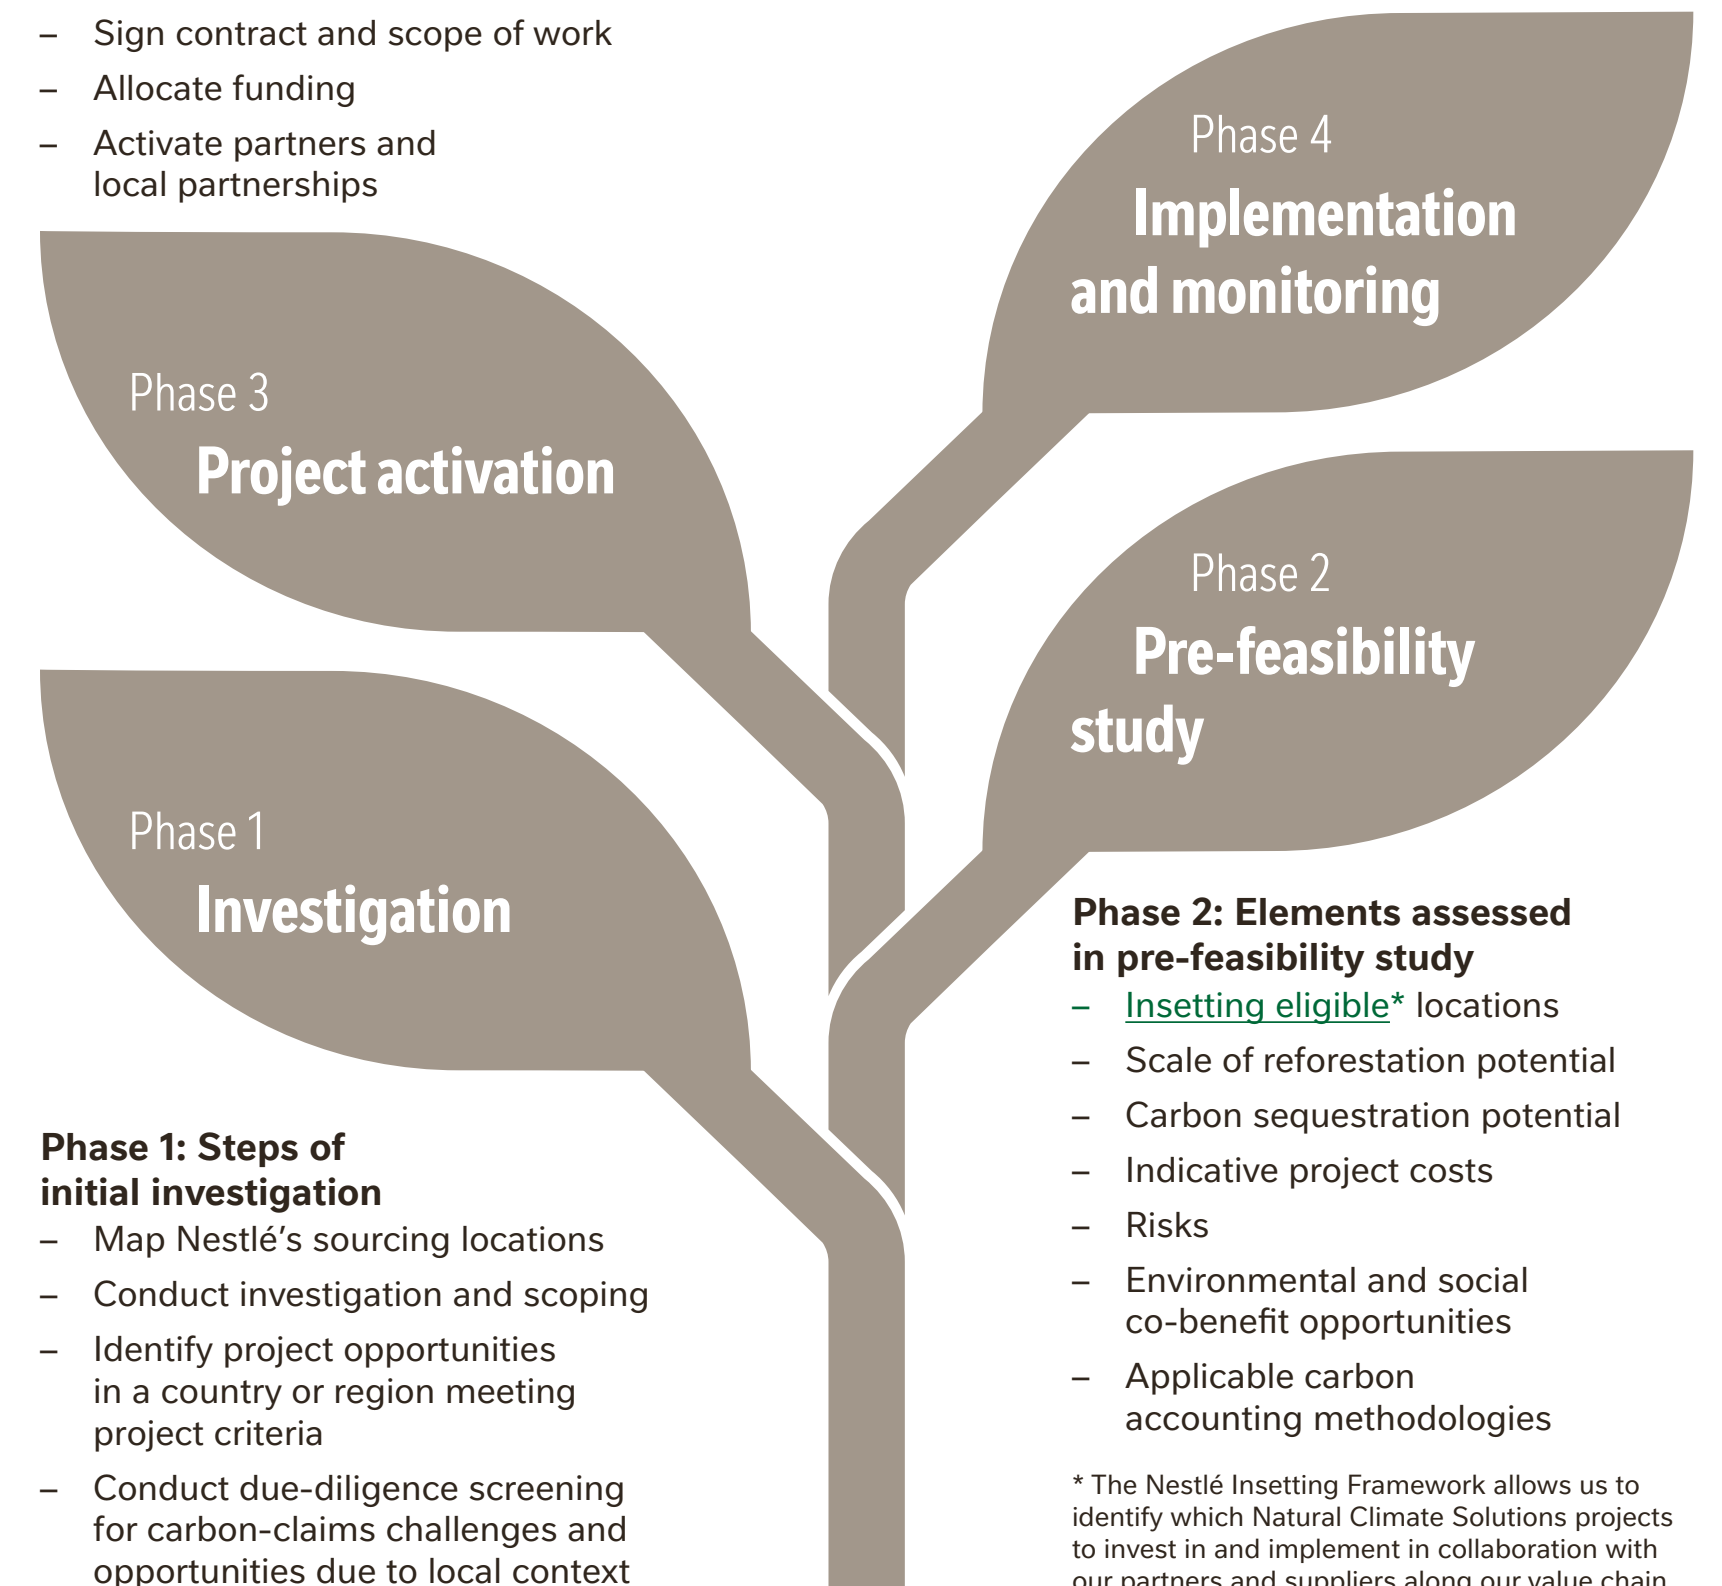 – Sign contract and scope of work
– Allocate funding
– Activate partners and
local partnerships
Phase 3
Project activation
Phase 1
Investigation
Phase 1: Steps of
initial investigation
– Map Nestlé’s sourcing locations
– Conduct investigation and scoping
– Identify project opportunities
in a country or region meeting
project criteria
– Conduct due-diligence screening
for carbon-claims challenges and
opportunities due to local context
Phase 4
Implementation
and monitoring
Phase 2
Pre-feasibility
study
Phase 2: Elements assessed
in pre-feasibility study
– Insetting eligible* locations
– Scale of reforestation potential
– Carbon sequestration potential
– Indicative project costs
– Risks
– Environmental and social
co-benefit opportunities
– Applicable carbon
accounting methodologies
* The Nestlé Insetting Framework allows us to
identify which Natural Climate Solutions projects
to invest in and implement in collaboration with
our partners and suppliers along our value chain